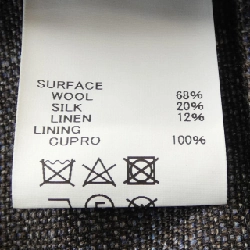 SURFACE
WOOL 68%
SILK 20%
LINEN 12%
LINING
CUPRO 100%